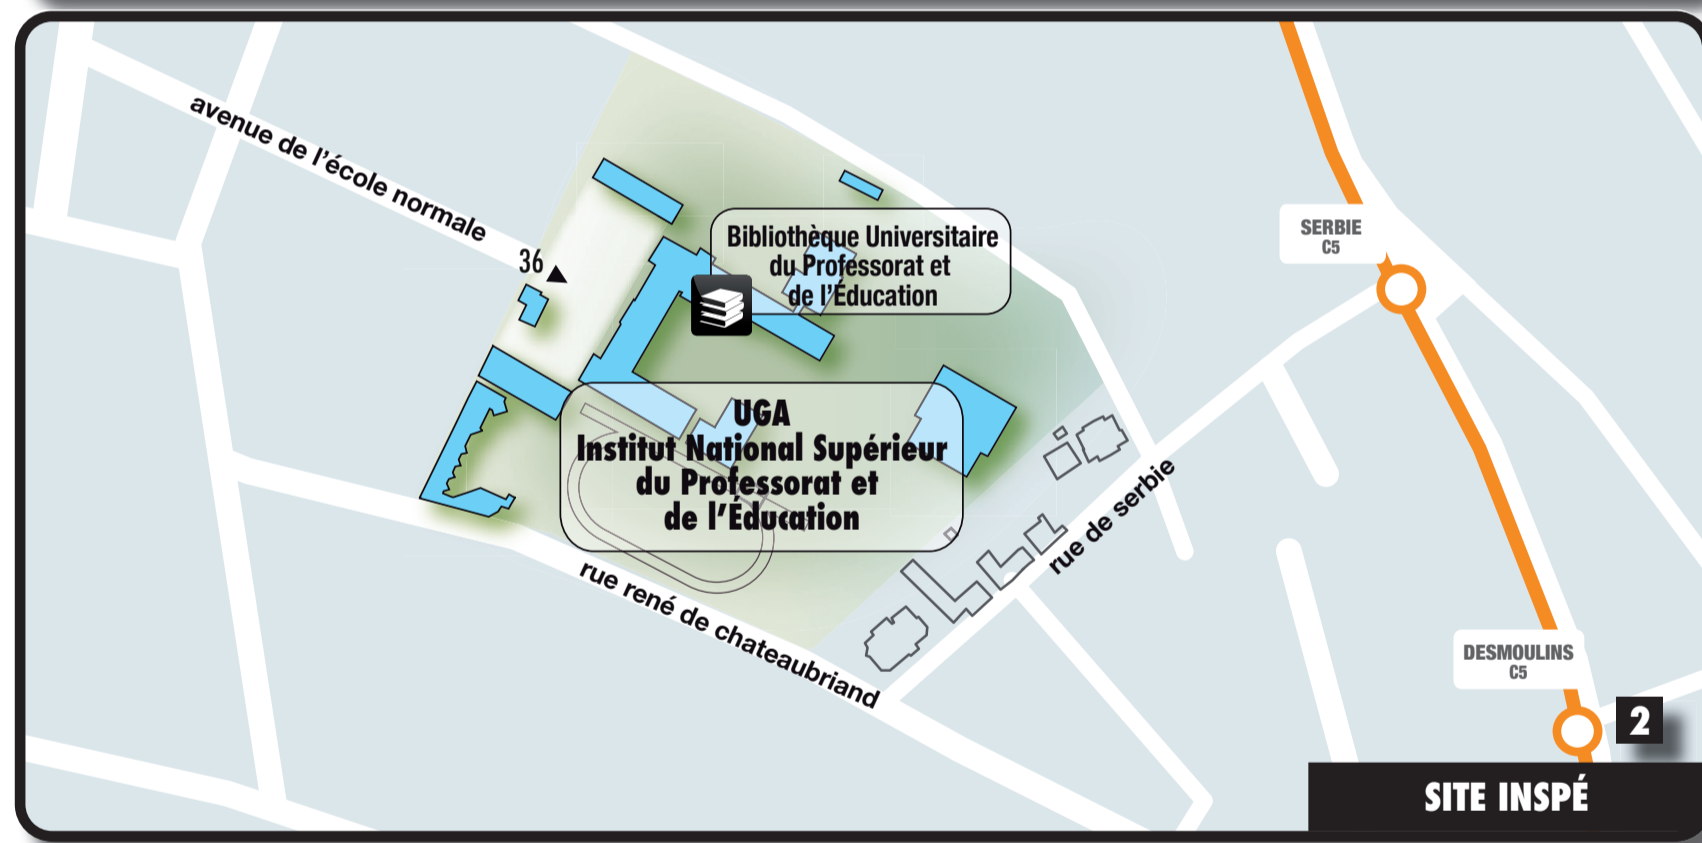 avenue de l'école normale
36
Bibliothèque Universitaire
du Professorat et
de l'Éducation
SERBIE
C5
UGA
Institut National Supérieur
du Professorat et
de l'Éducation
rue de serbie
rue rené de chateaubriand
DESMOULINS
C5
2
SITE INSPÉ